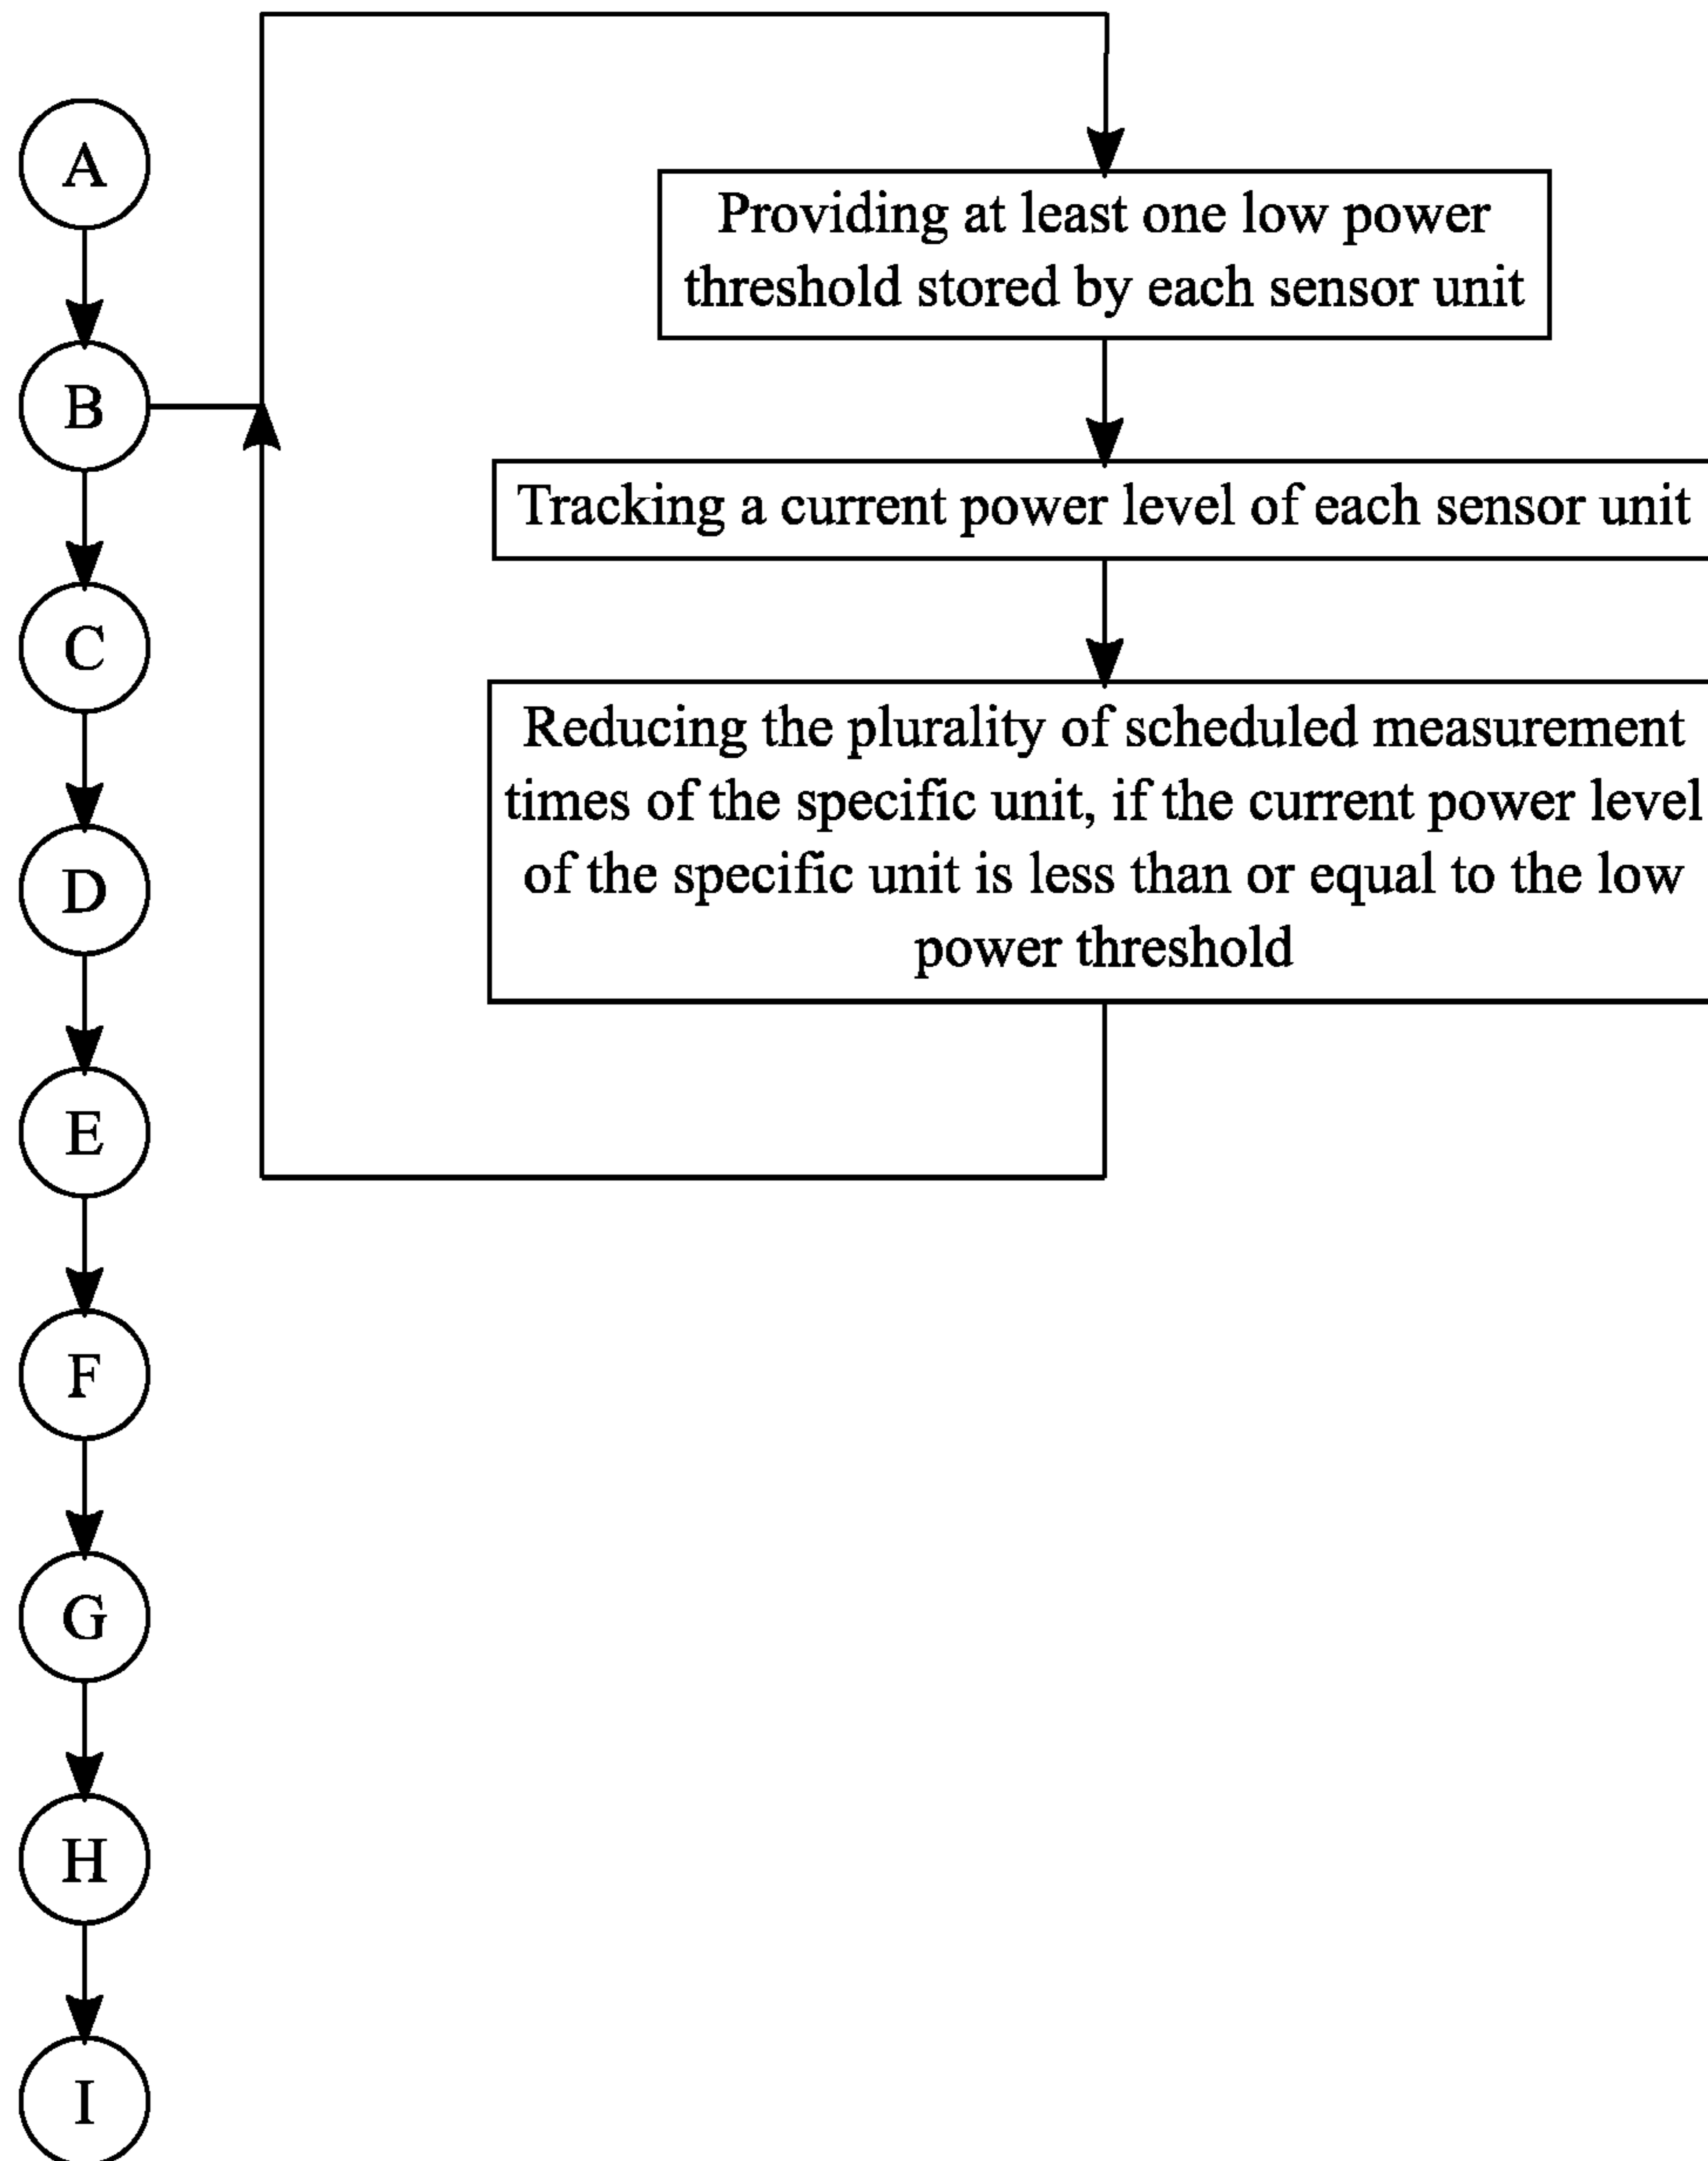 A
B
C
D
E
F
G
H
I
Providing at least one low power
threshold stored by each sensor unit
Tracking a current power level of each sensor unit
Reducing the plurality of scheduled measurement
times of the specific unit, if the current power level
of the specific unit is less than or equal to the low
power threshold